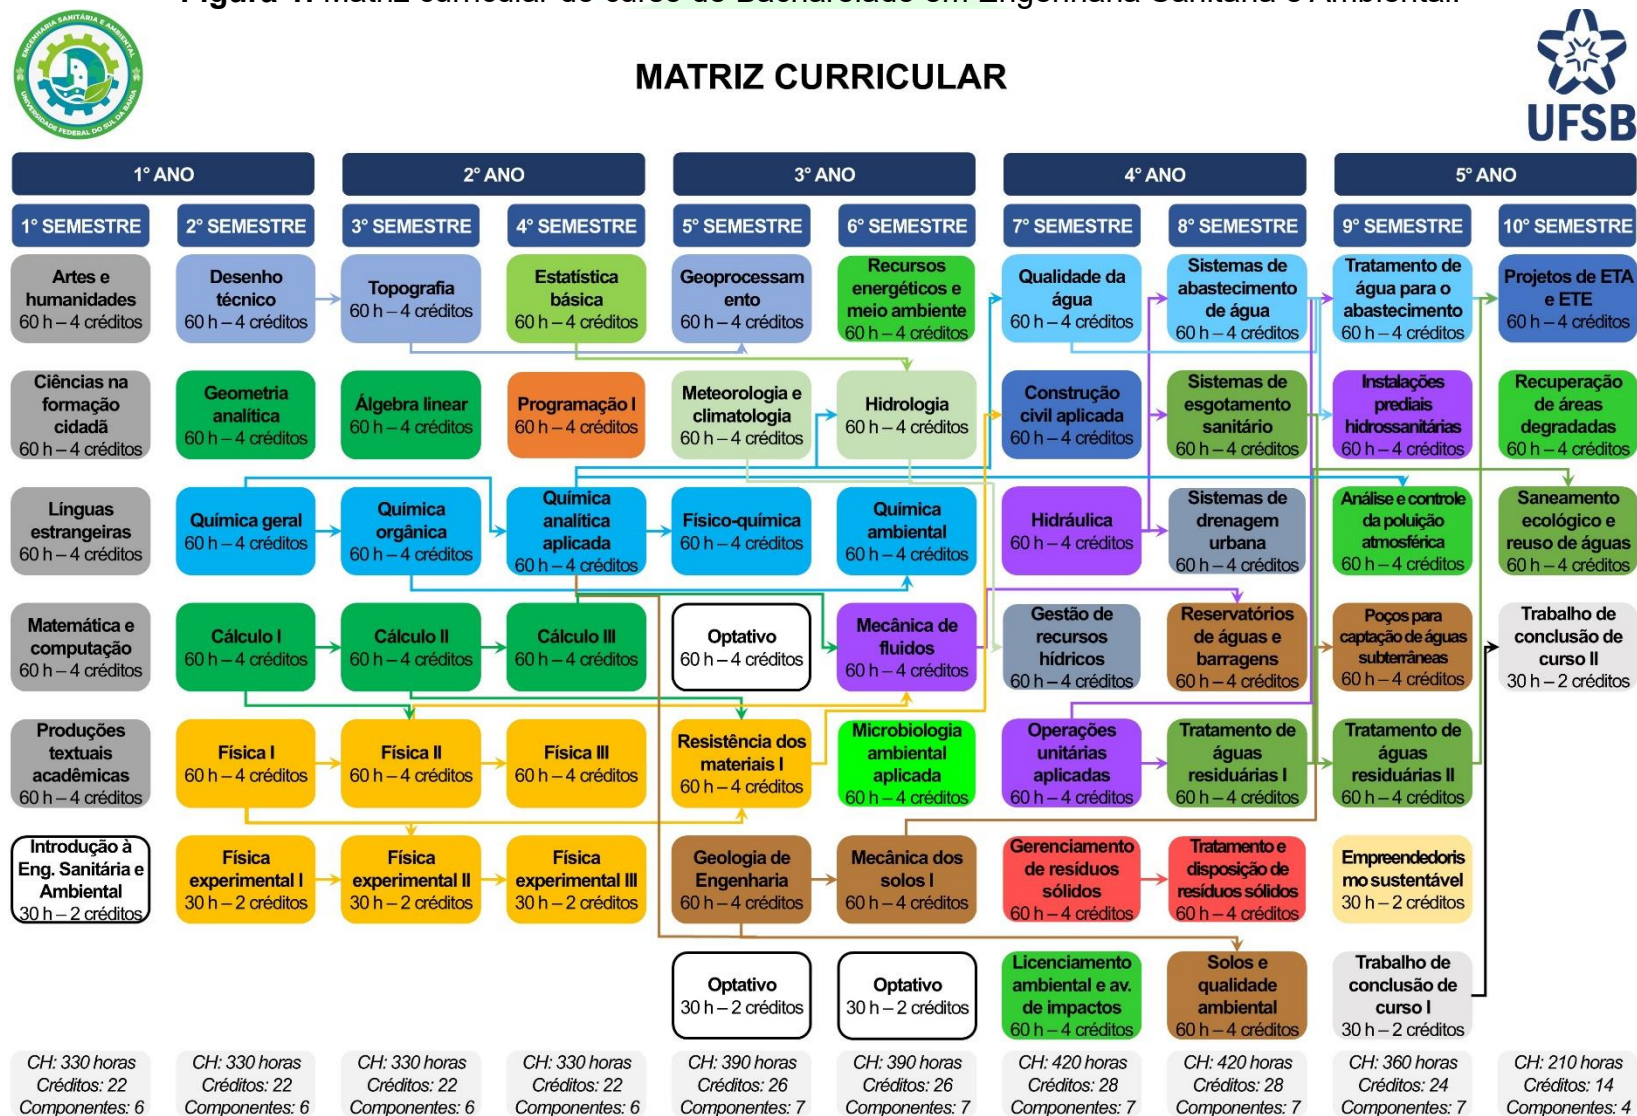 Figura 1. Matriz curricular do curso de Bacharelado em Engenharia Sanitária e Ambiental.
ENGENHARIA SANITÁRIA E AMBIENTAL
UNIVERSIDADE FEDERAL DO SUL DA BAHIA
MATRIZ CURRICULAR
UFSB
1° ANO
2° ANO
3° ANO
4° ANO
5° ANO
1° SEMESTRE
2° SEMESTRE
3° SEMESTRE
4° SEMESTRE
5° SEMESTRE
6° SEMESTRE
7° SEMESTRE
8° SEMESTRE
9° SEMESTRE
10° SEMESTRE
Artes e
humanidades
60 h – 4 créditos
Desenho
técnico
60 h – 4 créditos
Topografia
60 h – 4 créditos
Estatística
básica
60 h – 4 créditos
Geoprocessam
ento
60 h – 4 créditos
Recursos
energéticos e
meio ambiente
60 h – 4 créditos
Qualidade da
água
60 h – 4 créditos
Sistemas de
abastecimento
de água
60 h – 4 créditos
Tratamento de
água para o
abastecimento
60 h – 4 créditos
Projetos de ETA
e ETE
60 h – 4 créditos
Ciências na
formação
cidadã
60 h – 4 créditos
Geometria
analítica
60 h – 4 créditos
Álgebra linear
60 h – 4 créditos
Programação I
60 h – 4 créditos
Meteorologia e
climatologia
60 h – 4 créditos
Hidrologia
60 h – 4 créditos
Construção
civil aplicada
60 h – 4 créditos
Sistemas de
esgotamento
sanitário
60 h – 4 créditos
Instalações
prediais
hidrossanitárias
60 h – 4 créditos
Recuperação
de áreas
degradadas
60 h – 4 créditos
Línguas
estrangeiras
60 h – 4 créditos
Química geral
60 h – 4 créditos
Química
orgânica
60 h – 4 créditos
Química
analítica
aplicada
60 h – 4 créditos
Físico-química
60 h – 4 créditos
Química
ambiental
60 h – 4 créditos
Hidráulica
60 h – 4 créditos
Sistemas de
drenagem
urbana
60 h – 4 créditos
Análise e controle
da poluição
atmosférica
60 h – 4 créditos
Saneamento
ecológico e
reuso de águas
60 h – 4 créditos
Matemática e
computação
60 h – 4 créditos
Cálculo I
60 h – 4 créditos
Cálculo II
60 h – 4 créditos
Cálculo III
60 h – 4 créditos
Optativo
60 h – 4 créditos
Mecânica de
fluidos
60 h – 4 créditos
Gestão de
recursos
hídricos
60 h – 4 créditos
Reservatórios
de águas e
barragens
60 h – 4 créditos
Poços para
captação de águas
subterrâneas
60 h – 4 créditos
Trabalho de
conclusão de
curso II
30 h – 2 créditos
Produções
textuais
acadêmicas
60 h – 4 créditos
Física I
60 h – 4 créditos
Física II
60 h – 4 créditos
Física III
60 h – 4 créditos
Resistência dos
materiais I
60 h – 4 créditos
Microbiologia
ambiental
aplicada
60 h – 4 créditos
Operações
unitárias
aplicadas
60 h – 4 créditos
Tratamento de
águas
residuárias I
60 h – 4 créditos
Tratamento de
águas
residuárias II
60 h – 4 créditos
Introdução à
Eng. Sanitária e
Ambiental
30 h – 2 créditos
Física
experimental I
30 h – 2 créditos
Física
experimental II
30 h – 2 créditos
Física
experimental III
30 h – 2 créditos
Geologia de
Engenharia
60 h – 4 créditos
Mecânica dos
solos I
60 h – 4 créditos
Gerenciamento
de resíduos
sólidos
60 h – 4 créditos
Tratamento e
disposição de
resíduos sólidos
60 h – 4 créditos
Empreendedoris
mo sustentável
30 h – 2 créditos
Optativo
30 h – 2 créditos
Optativo
30 h – 2 créditos
Licenciamento
ambiental e av.
de impactos
60 h – 4 créditos
Solos e
qualidade
ambiental
60 h – 4 créditos
Trabalho de
conclusão de
curso I
30 h – 2 créditos
CH: 330 horas
Créditos: 22
Componentes: 6
CH: 330 horas
Créditos: 22
Componentes: 6
CH: 330 horas
Créditos: 22
Componentes: 6
CH: 330 horas
Créditos: 22
Componentes: 6
CH: 390 horas
Créditos: 26
Componentes: 7
CH: 390 horas
Créditos: 26
Componentes: 7
CH: 420 horas
Créditos: 28
Componentes: 7
CH: 420 horas
Créditos: 28
Componentes: 7
CH: 360 horas
Créditos: 24
Componentes: 7
CH: 210 horas
Créditos: 14
Componentes: 4